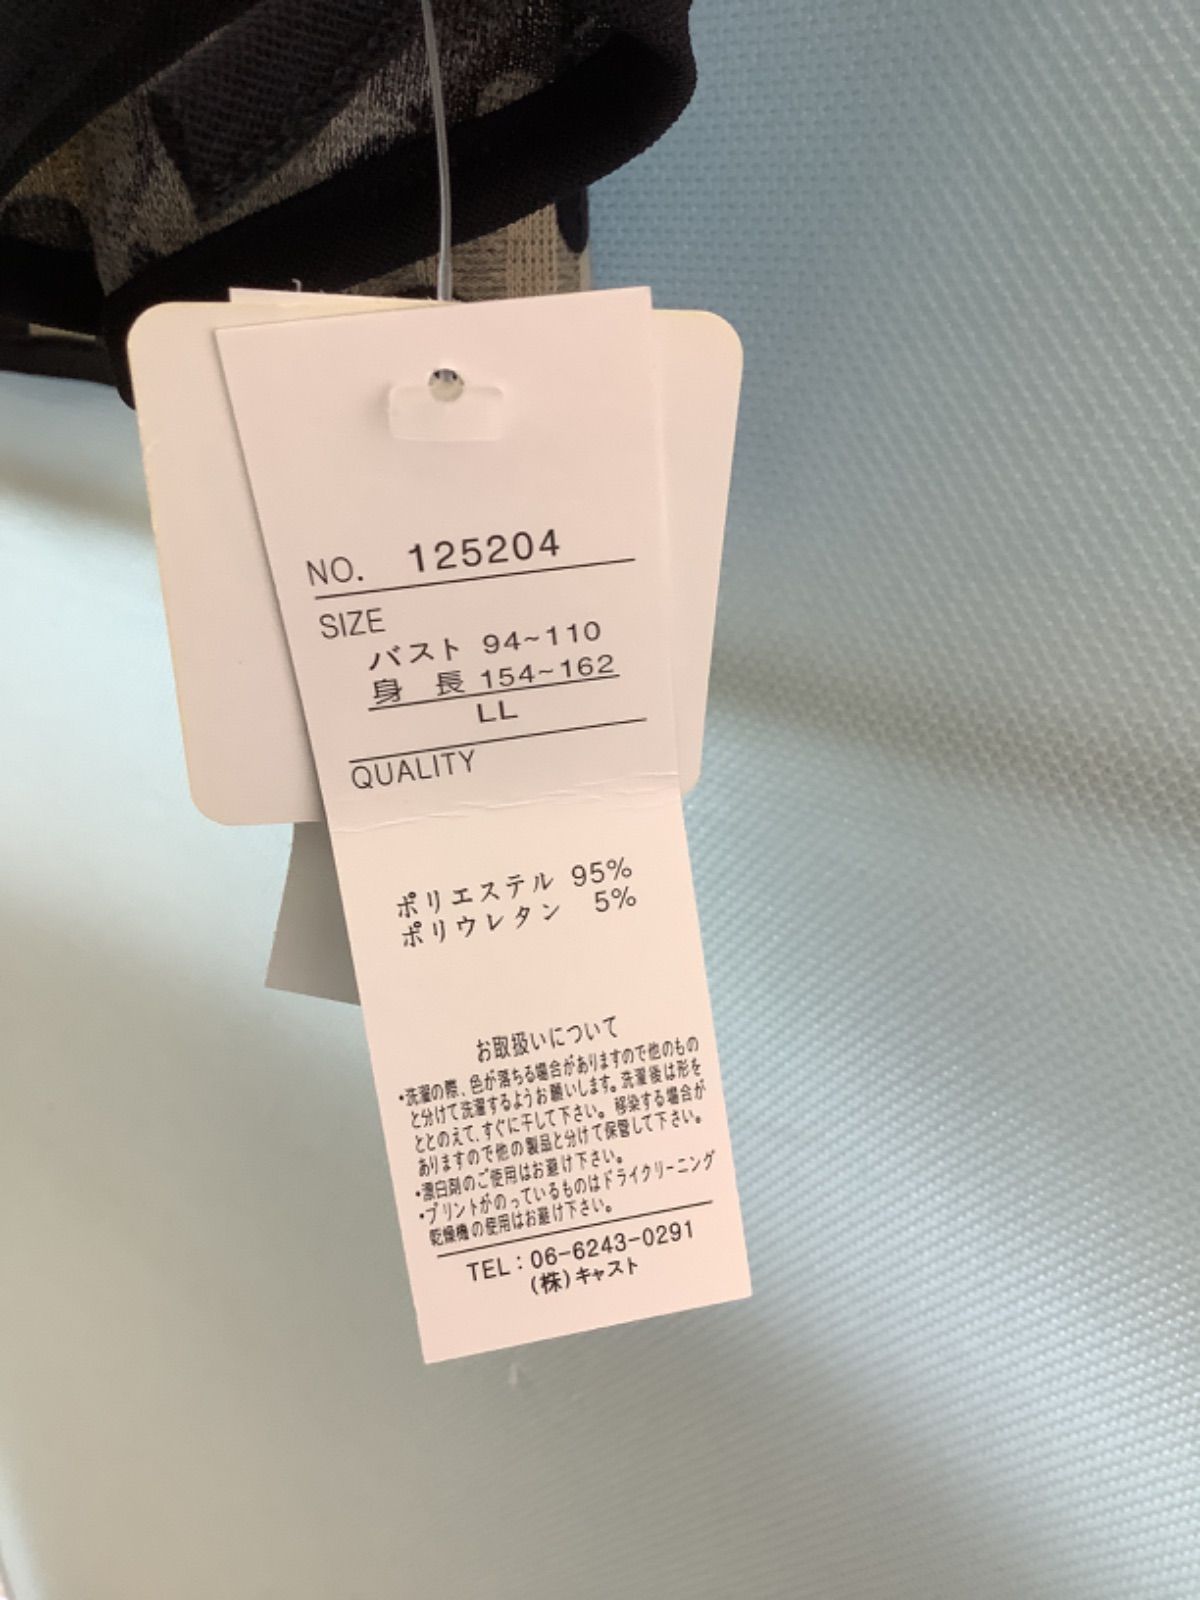 NO. 125204
SIZE
バスト 94~110
身 長 154~162
LL
QUALITY
ポリエステル 95%
ポリウレタン 5%
お取扱いについて
・洗濯の際、色が落ちる場合がありますので他のもの
と分けて洗濯するようお願いします。洗濯後は形を
ととのえて、すぐに干して下さい。移染する場合が
ありますので他の製品と分けて保管して下さい。
・漂白剤のご使用はお避け下さい。
・プリントがのっているものはドライクリーニング
乾燥機の使用はお避け下さい。
TEL：06-6243-0291
(株)キャスト